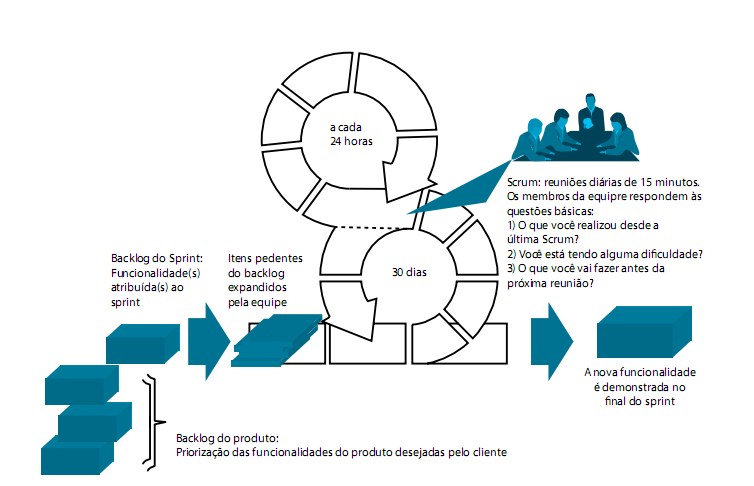 a cada
24 horas
Scrum: reuniões diárias de 15 minutos.
Os membros da equipre respondem às
questões básicas:
1) O que você realizou desde a
última Scrum?
2) Você está tendo alguma dificuldade?
3) O que você vai fazer antes da
próxima reunião?
30 dias
Backlog do Sprint:
Funcionalidade(s)
atribuída(s) ao
sprint
Itens pedentes
do backlog
expandidos
pela equipe
A nova funcionalidade
é demonstrada no
final do sprint
Backlog do produto:
Priorização das funcionalidades do produto desejadas pelo cliente